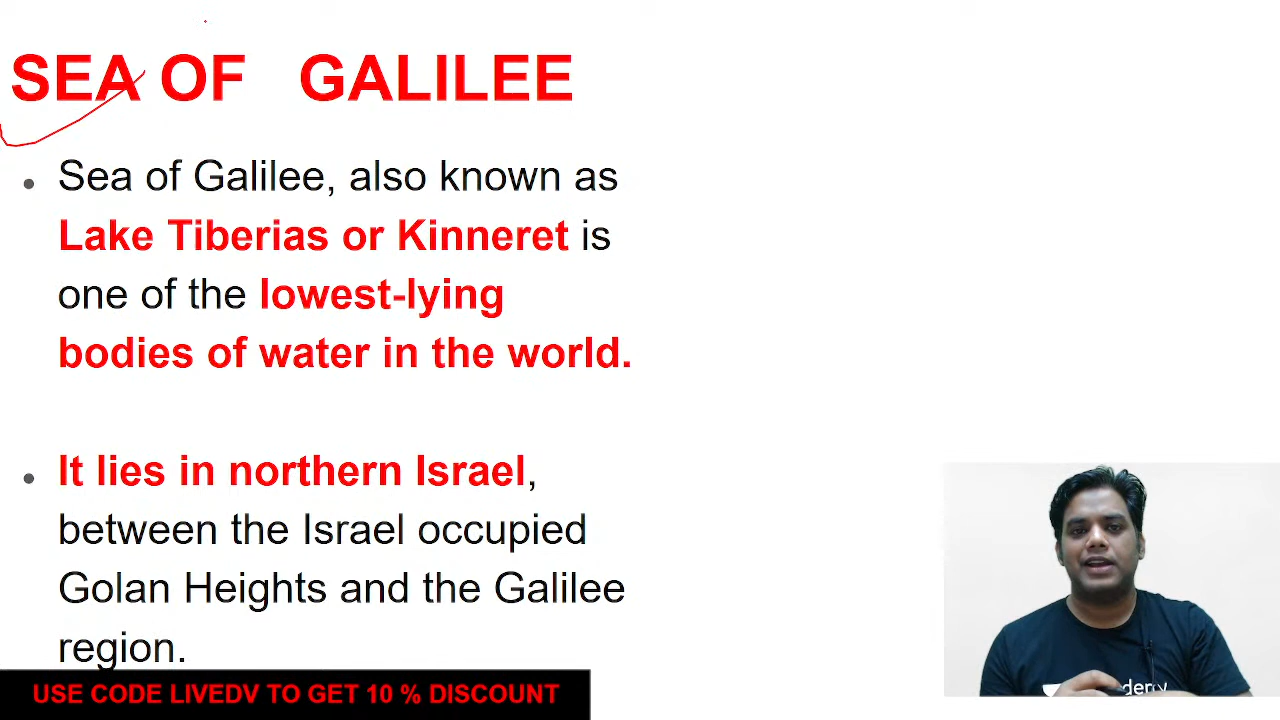 SEA OF GALILEE
Sea of Galilee, also known as
Lake Tiberias or Kinneret is
one of the lowest-lying
bodies of water in the world.
It lies in northern Israel,
between the Israel occupied
Golan Heights and the Galilee
region.
USE CODE LIVEDV TO GET 10 % DISCOUNT